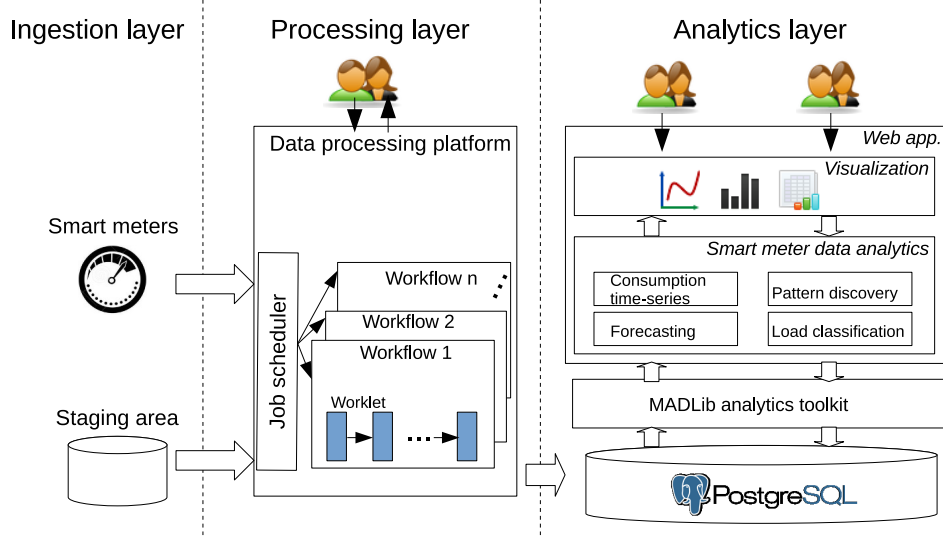 Ingestion layer
Processing layer
Analytics layer
Data processing platform
Web app.
Visualization
Smart meters
Smart meter data analytics
Consumption
time-series
Pattern discovery
Forecasting
Load classification
Job scheduler
Workflow n
Workflow 2
Workflow 1
Worklet
MADLib analytics toolkit
Staging area
PostgreSQL